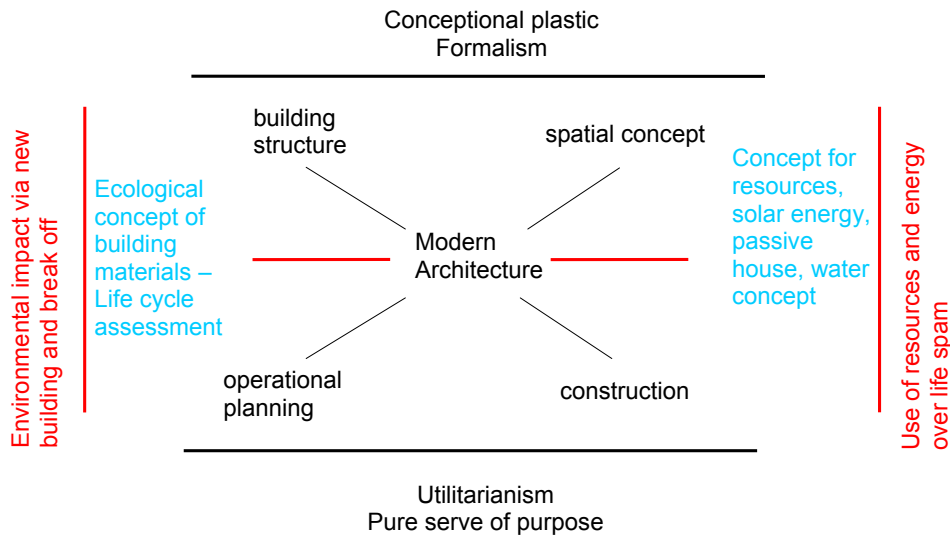 Conceptional plastic
Formalism
building
structure
spatial concept
Environmental impact via new
building and break off
Ecological
concept of
building
materials –
Life cycle
assessment
Modern
Architecture
Concept for
resources,
solar energy,
passive
house, water
concept
Use of resources and energy
over life spam
operational
planning
construction
Utilitarianism
Pure serve of purpose